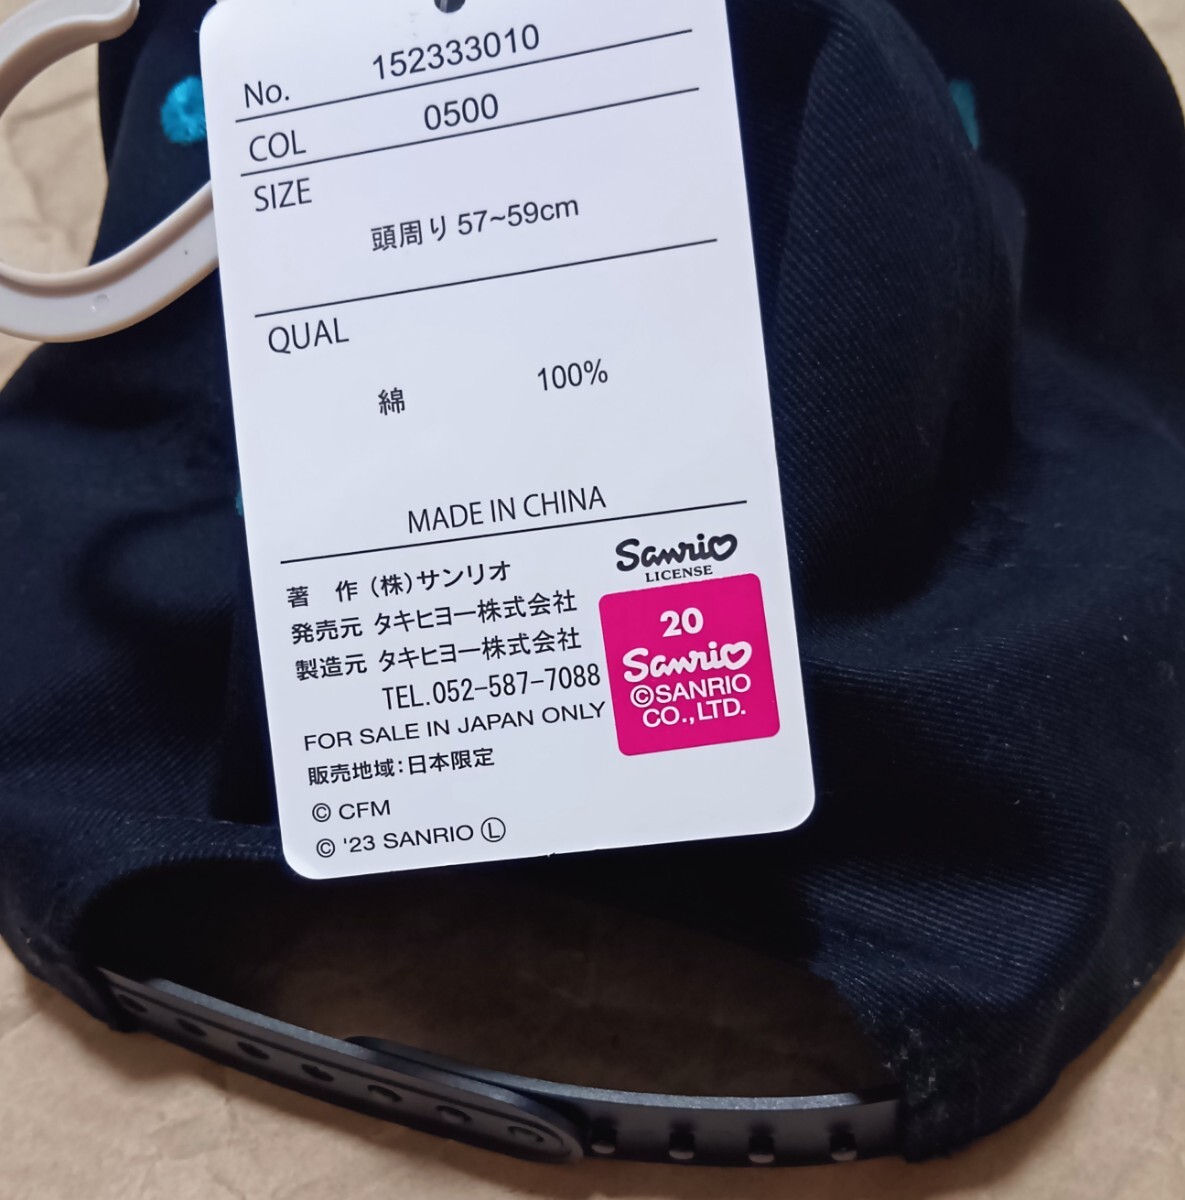 No. 152333010
COL 0500
SIZE
頭周り 57~59cm
QUAL
綿 100%
MADE IN CHINA
著 作 (株)サンリオ
発売元 タキヒヨー株式会社
製造元 タキヒヨー株式会社
TEL.052-587-7088
FOR SALE IN JAPAN ONLY
販売地域:日本限定
© CFM
© '23 SANRIO Ⓛ
Sanrio
LICENSE
20
Sanrio
©SANRIO
CO.,LTD.